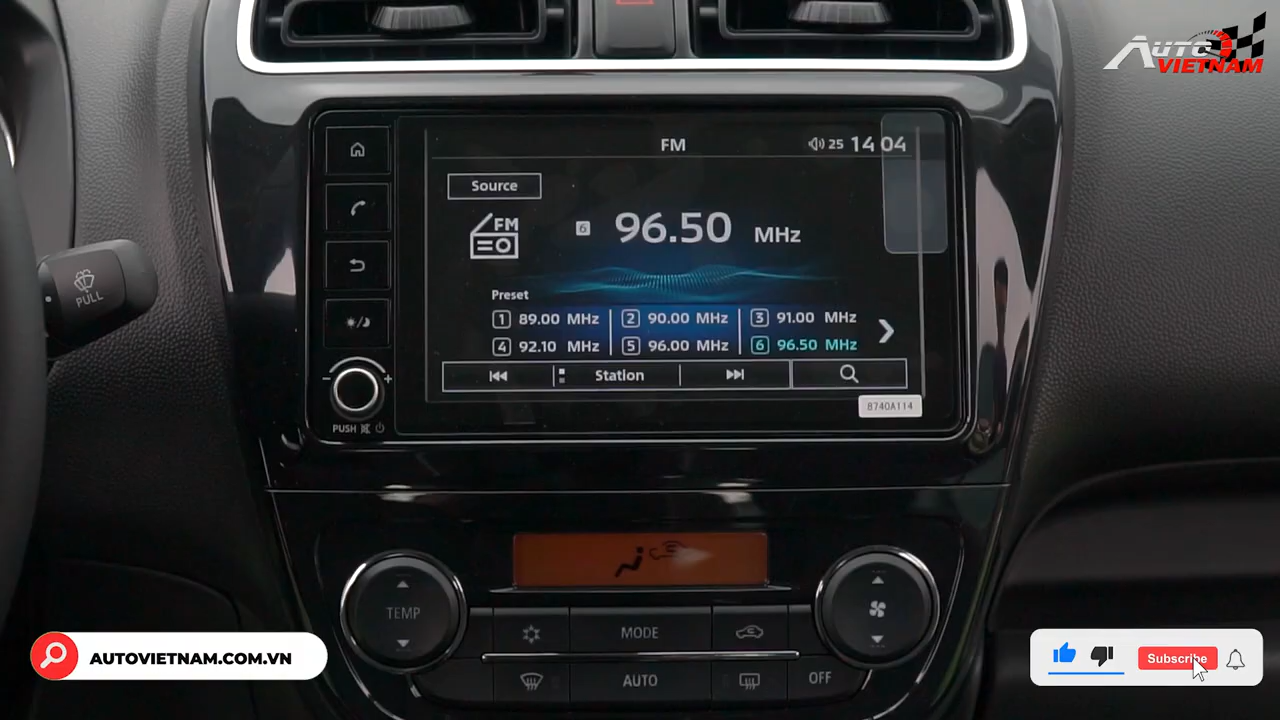 AUTO
VIETNAM
FM
25 14 04
Source
FM
6 96.50 MHz
Preset
1 89.00 MHz 2 90.00 MHz 3 91.00 MHz
4 92.10 MHz 5 96.00 MHz 6 96.50 MHz
Station
8740A114
PULL
PUSH
TEMP
MODE
AUTO
OFF
AUTOVIETNAM.COM.VN
Subscribe